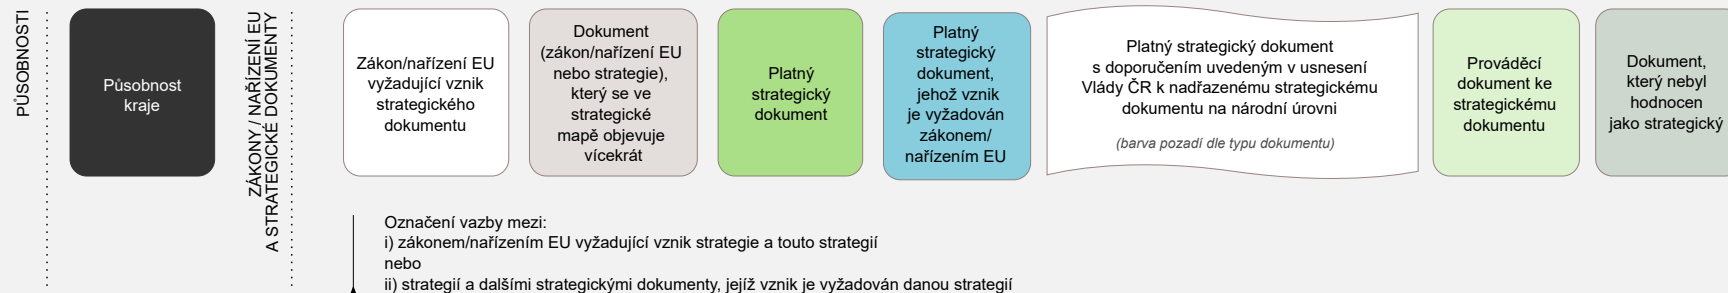 PŮSOBNOSTI
Působnost
kraje
ZÁKONY / NAŘÍZENÍ EU
A STRATEGICKÉ DOKUMENTY
Zákon/nařízení EU
vyžadující vznik
strategického
dokumentu
Dokument
(zákon/nařízení EU
nebo strategie),
který se ve
strategické
mapě objevuje
vícekrát
Platný
strategický
dokument
Platný
strategický
dokument,
jehož vznik
je vyžadován
zákonem/
nařízením EU
Platný strategický dokument
s doporučením uvedeným v usnesení
Vlády ČR k nadřazenému strategickému
dokumentu na národní úrovni
(barva pozadí dle typu dokumentu)
Prováděcí
dokument ke
strategickému
dokumentu
Dokument,
který nebyl
hodnocen
jako strategický
Označení vazby mezi:
i) zákonem/nařízením EU vyžadující vznik strategie a touto strategií
nebo
ii) strategií a dalšími strategickými dokumenty, jejíž vznik je vyžadován danou strategií